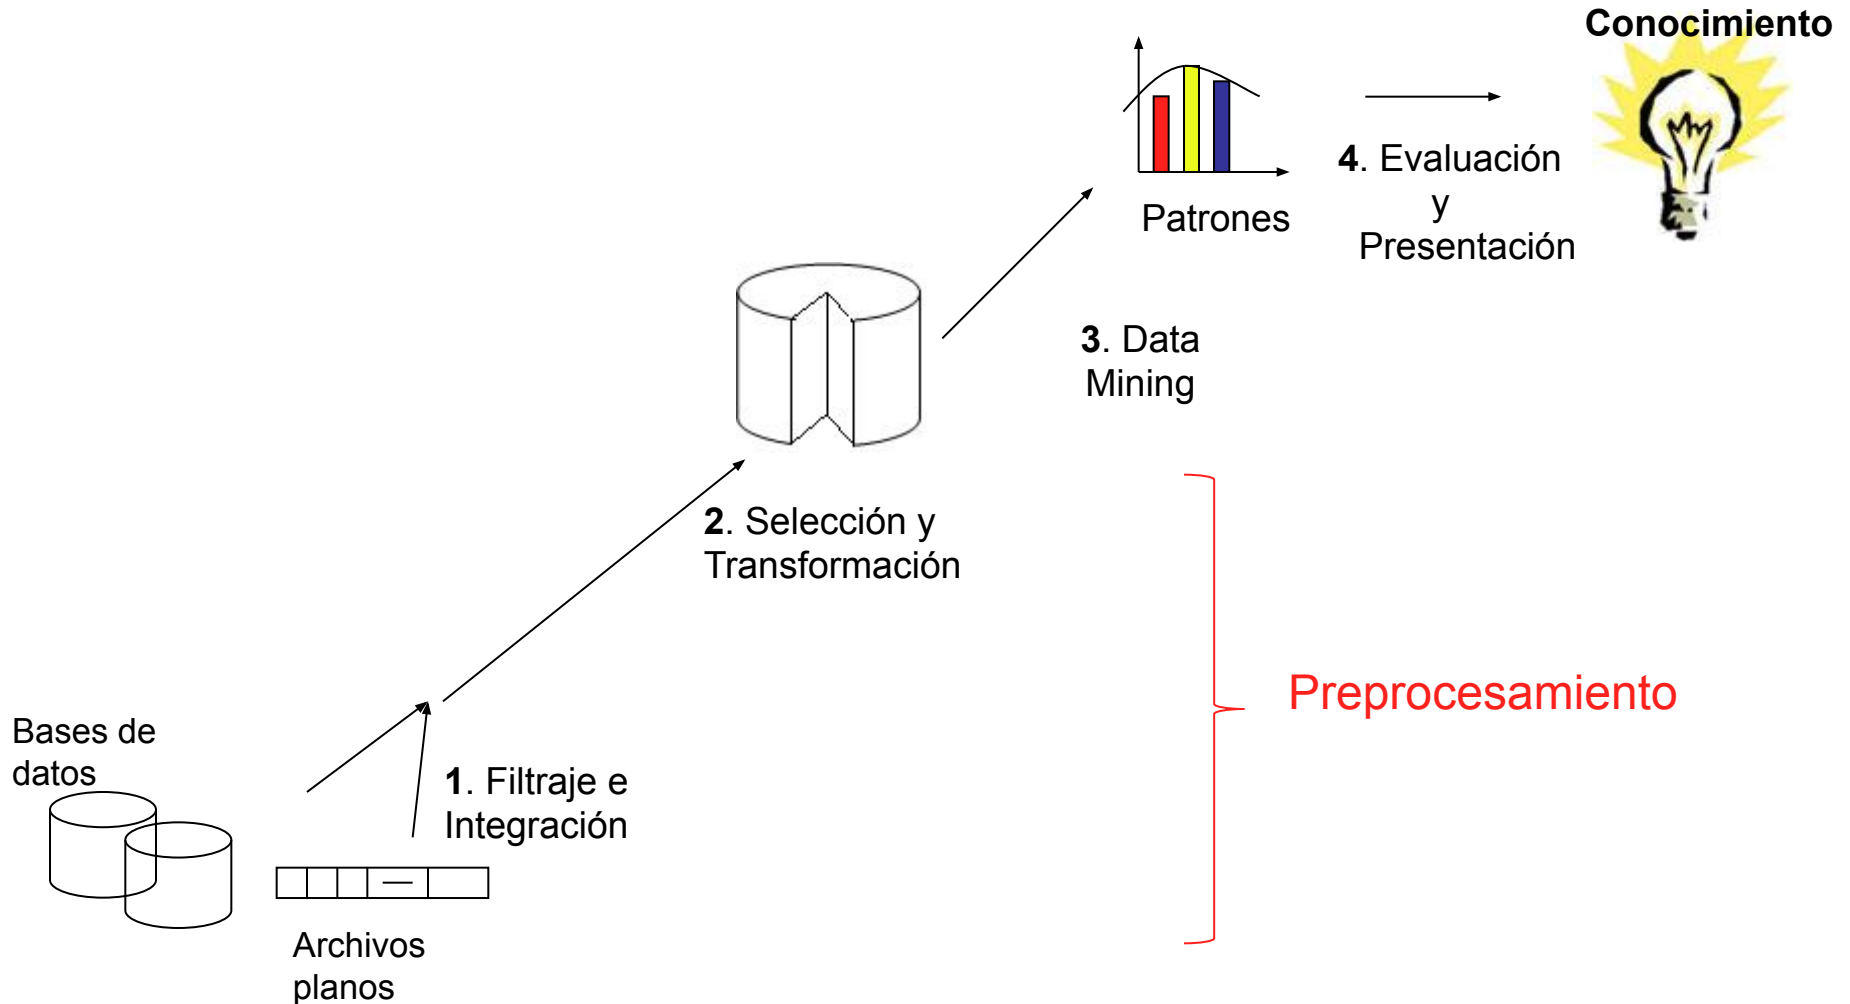 Conocimiento
4. Evaluación
y
Presentación
Patrones
3. Data
Mining
2. Selección y
Transformación
Preprocesamiento
Bases de
datos
1. Filtraje e
Integración
Archivos
planos